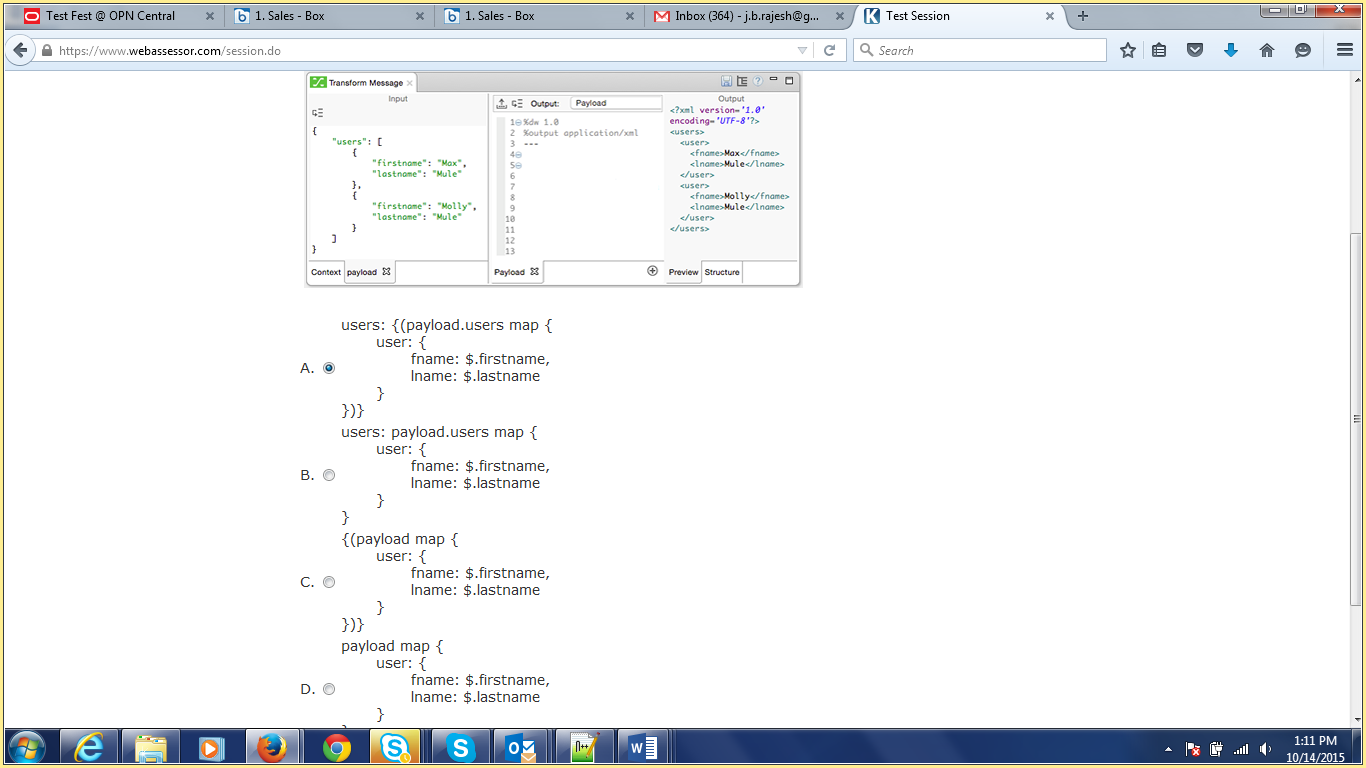 Test Fest @ OPN Central
1. Sales - Box
1. Sales - Box
Inbox (364) - j.b.rajesh@g...
Test Session
https://www.webassessor.com/session.do
Search
Transform Message
Input
Output: Payload
Output
{
"users": [
{
"firstname": "Max",
"lastname": "Mule"
},
{
"firstname": "Molly",
"lastname": "Mule"
}
]
}
1 %dw 1.0
2 %output application/xml
3 ---
4
5
6
7
8
9
10
11
12
13
<?xml version='1.0'
encoding='UTF-8'?>
<users>
<user>
<fname>Max</fname>
<lname>Mule</lname>
</user>
<user>
<fname>Molly</fname>
<lname>Mule</lname>
</user>
</users>
Context payload
Payload
Preview Structure
A.
users: {(payload.users map {
user: {
fname: $.firstname,
lname: $.lastname
}
})}
B.
users: payload.users map {
user: {
fname: $.firstname,
lname: $.lastname
}
}
C.
{(payload map {
user: {
fname: $.firstname,
lname: $.lastname
}
})}
D.
payload map {
user: {
fname: $.firstname,
lname: $.lastname
}
1:11 PM
10/14/2015